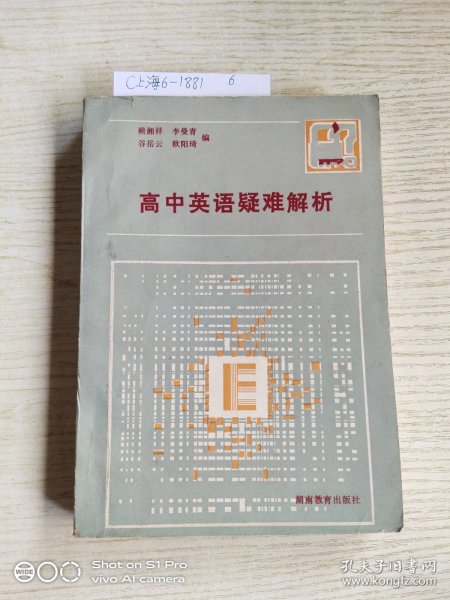 C上海6-1881 6
赖湘祥 李曼青
谷岳云 欧阳琦 编
高中英语疑难解析
湖南教育出版社
WIDE
Shot on S1 Pro
vivo AI camera
孔夫子旧书网
www.kongfz.com